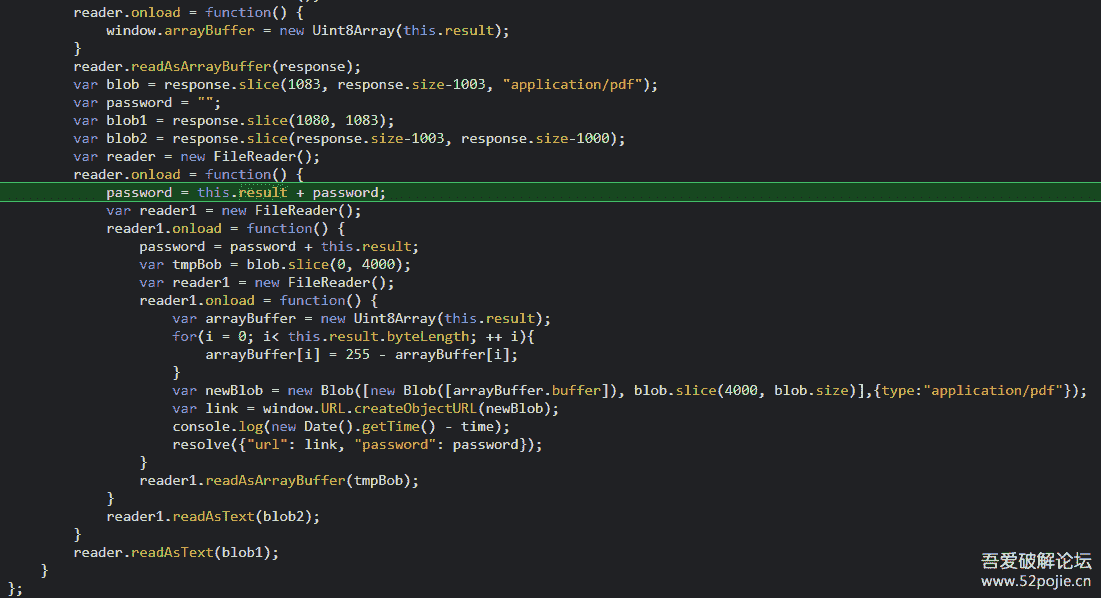 reader.onload = function() {
window.arrayBuffer = new Uint8Array(this.result);
}
reader.readAsArrayBuffer(response);
var blob = response.slice(1083, response.size-1003, "application/pdf");
var password = "";
var blob1 = response.slice(1080, 1083);
var blob2 = response.slice(response.size-1003, response.size-1000);
var reader = new FileReader();
reader.onload = function() {
password = this.result + password;
var reader1 = new FileReader();
reader1.onload = function() {
password = password + this.result;
var tmpBob = blob.slice(0, 4000);
var reader1 = new FileReader();
reader1.onload = function() {
var arrayBuffer = new Uint8Array(this.result);
for(i = 0; i< this.result.byteLength; ++ i){
arrayBuffer[i] = 255 - arrayBuffer[i];
}
var newBlob = new Blob([new Blob([arrayBuffer.buffer]), blob.slice(4000, blob.size)],{type:"application/pdf"});
var link = window.URL.createObjectURL(newBlob);
console.log(new Date().getTime() - time);
resolve({"url": link, "password": password});
}
reader1.readAsArrayBuffer(tmpBob);
}
reader1.readAsText(blob2);
}
reader.readAsText(blob1);
}
};
吾爱破解论坛
www.52pojie.cn